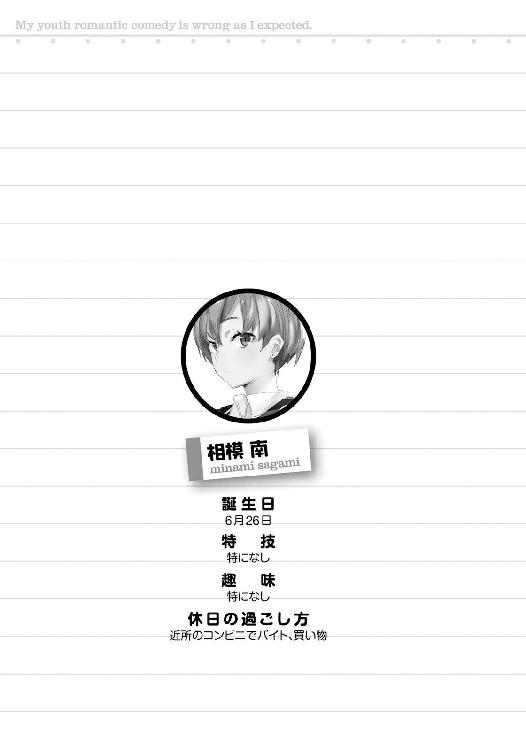 My youth romantic comedy is wrong as I expected.
相模 南
minami sagami
誕生日
6月26日
特 技
特になし
趣 味
特になし
休日の過ごし方
近所のコンビニでバイト、買い物